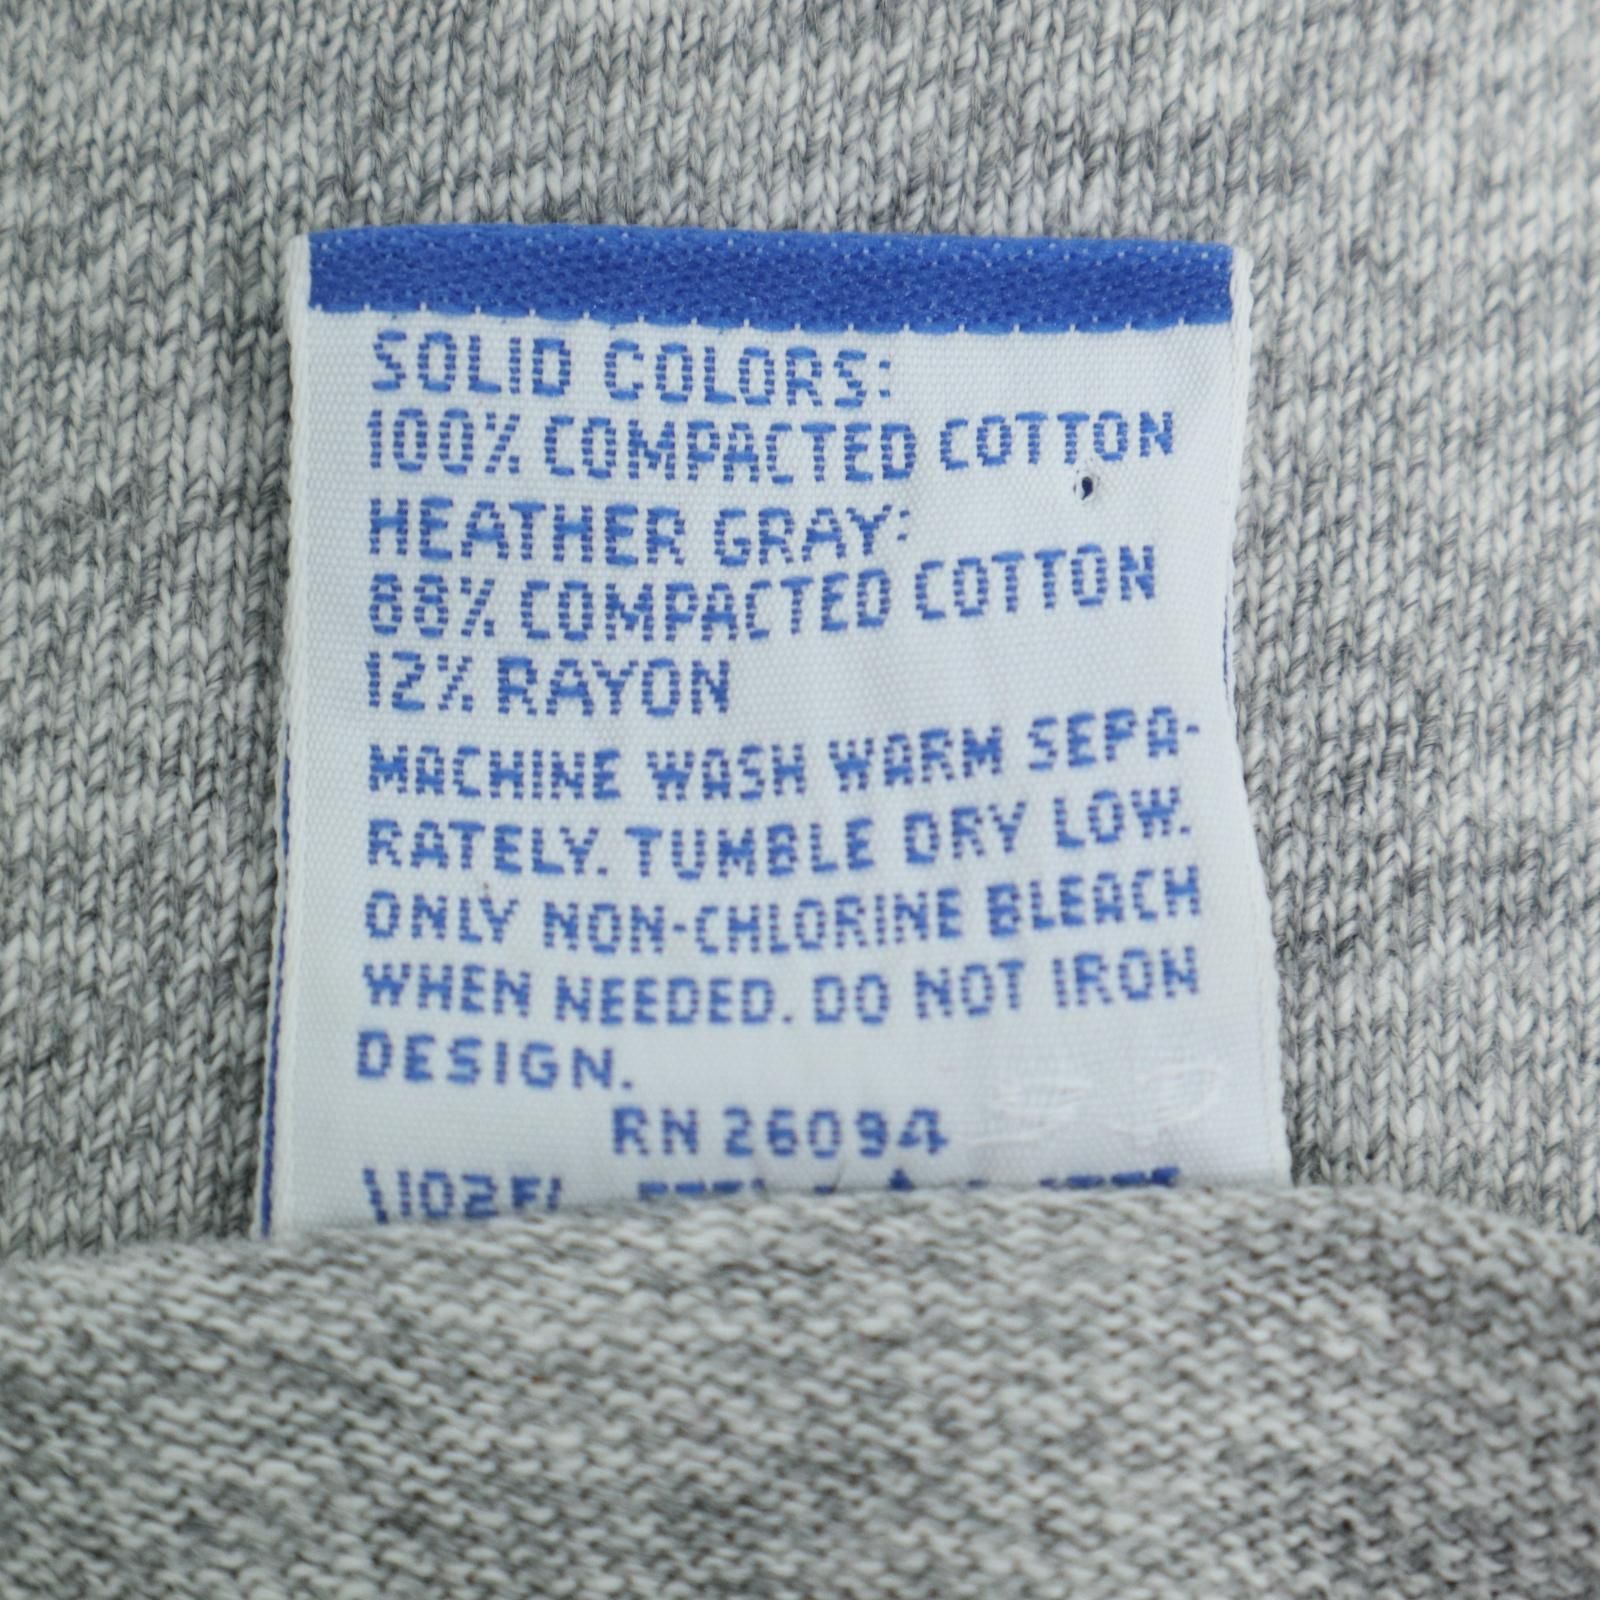 SOLID COLORS:
100% COMPACTED COTTON
HEATHER GRAY:
88% COMPACTED COTTON
12% RAYON
MACHINE WASH WARM SEPA-
RATELY. TUMBLE DRY LOW.
ONLY NON-CHLORINE BLEACH
WHEN NEEDED. DO NOT IRON
DESIGN.
RN 26094